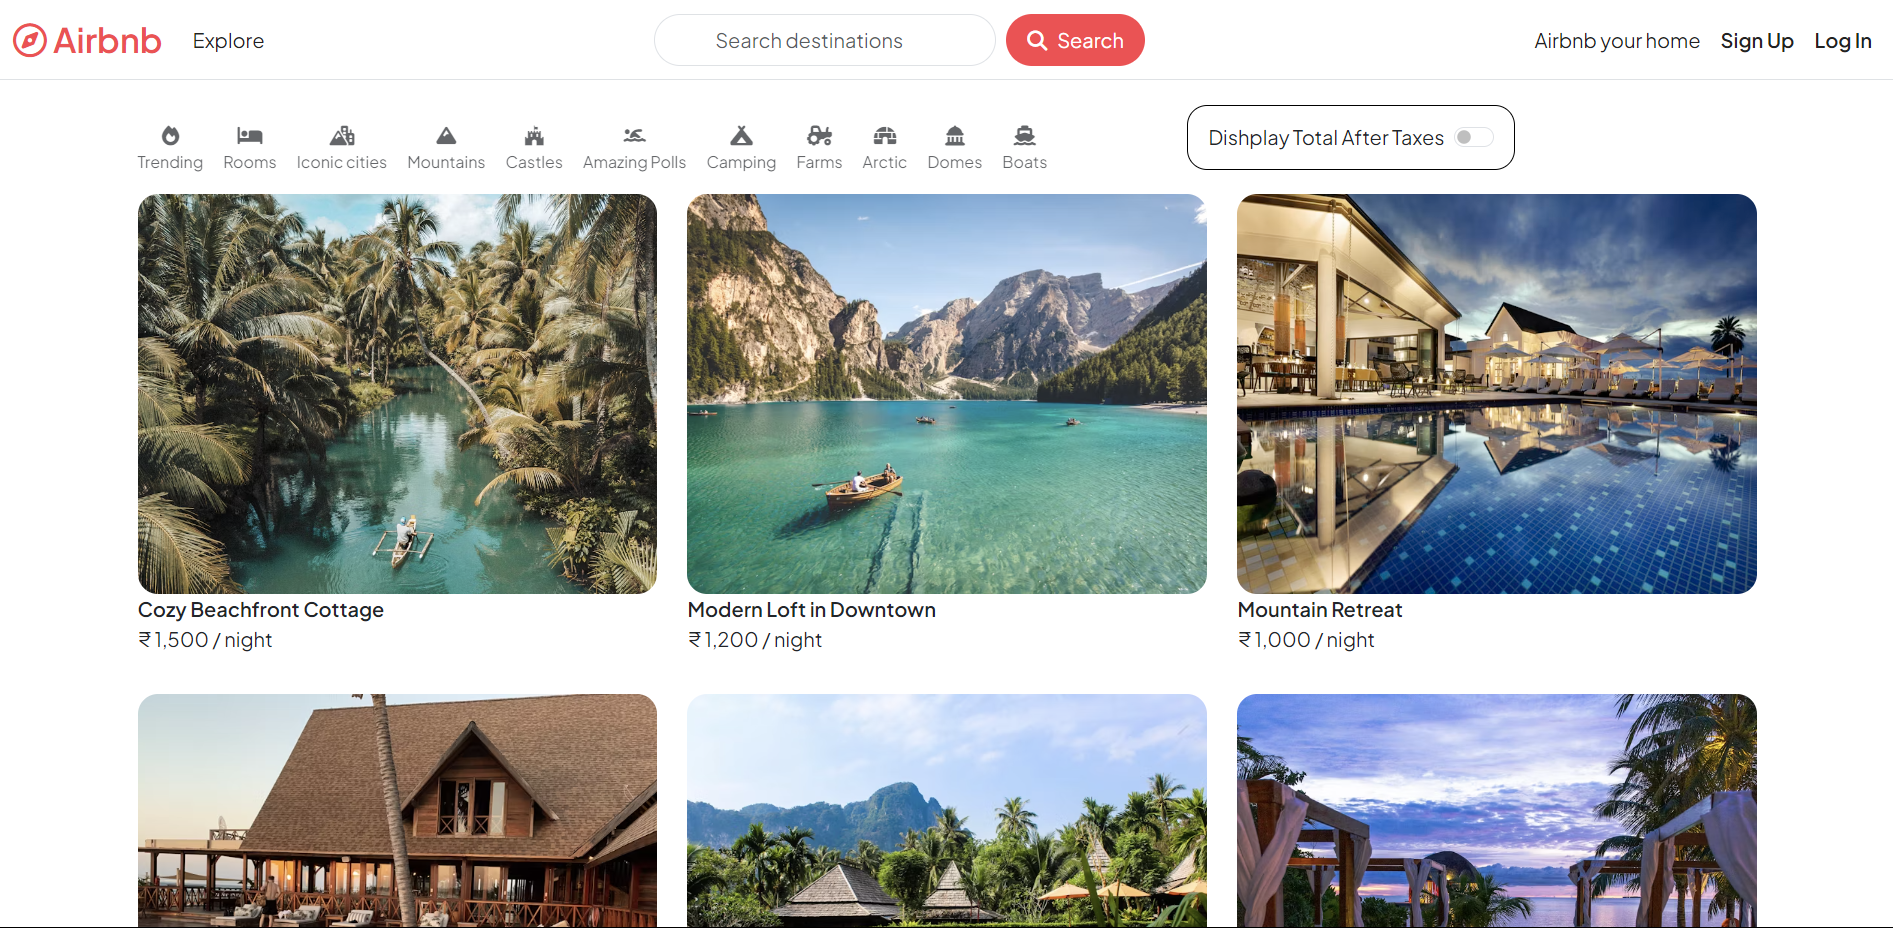 Airbnb Explore Search destinations Search Airbnb your home Sign Up Log In
Trending Rooms Iconic cities Mountains Castles Amazing Polls Camping Farms Arctic Domes Boats Dishplay Total After Taxes
Cozy Beachfront Cottage
₹1,500 / night
Modern Loft in Downtown
₹1,200 / night
Mountain Retreat
₹1,000 / night